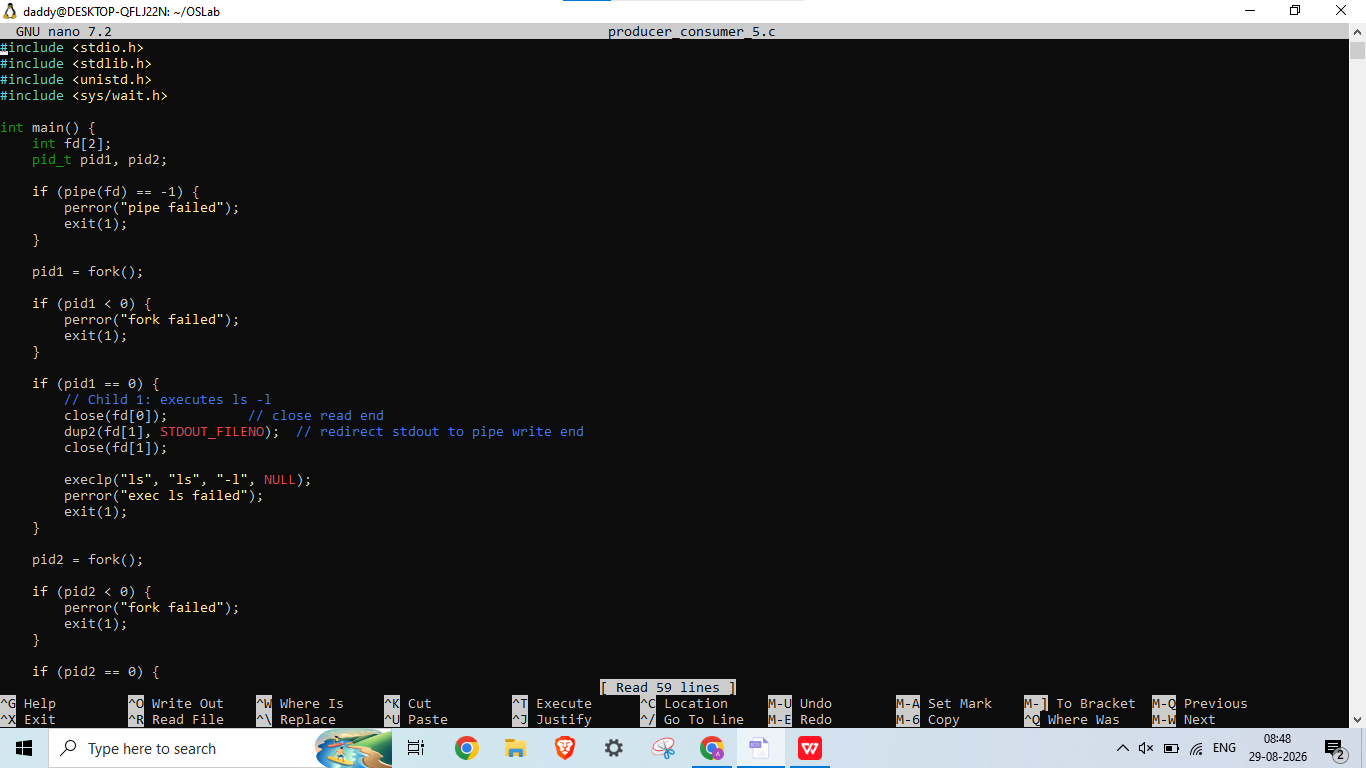 daddy@DESKTOP-QFLJ22N: ~/OSLab
GNU nano 7.2 producer_consumer_5.c
#include <stdio.h>
#include <stdlib.h>
#include <unistd.h>
#include <sys/wait.h>
int main() {
    int fd[2];
    pid_t pid1, pid2;
    if (pipe(fd) == -1) {
        perror("pipe failed");
        exit(1);
    }
    pid1 = fork();
    if (pid1 < 0) {
        perror("fork failed");
        exit(1);
    }
    if (pid1 == 0) {
        // Child 1: executes ls -l
        close(fd[0]);          // close read end
        dup2(fd[1], STDOUT_FILENO);  // redirect stdout to pipe write end
        close(fd[1]);
        execlp("ls", "ls", "-l", NULL);
        perror("exec ls failed");
        exit(1);
    }
    pid2 = fork();
    if (pid2 < 0) {
        perror("fork failed");
        exit(1);
    }
    if (pid2 == 0) {
[ Read 59 lines ]
^G Help ^O Write Out ^W Where Is ^K Cut ^T Execute ^C Location M-U Undo M-A Set Mark M-] To Bracket M-Q Previous
^X Exit ^R Read File ^\ Replace ^U Paste ^J Justify ^/ Go To Line M-E Redo M-6 Copy ^Q Where Was M-W Next
Type here to search
ENG
08:48
29-08-2026
2